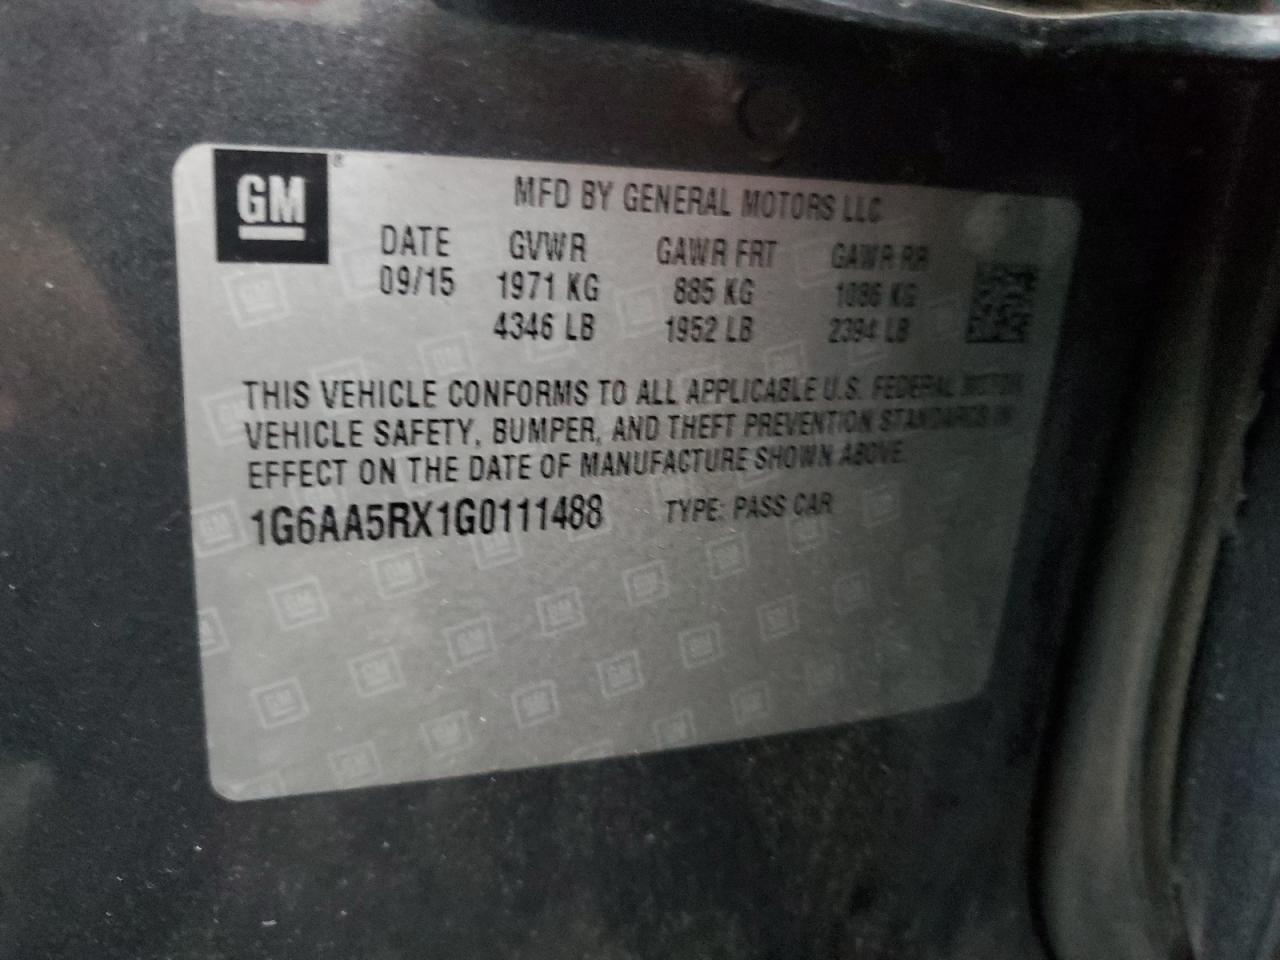 GM®
MFD BY GENERAL MOTORS LLC
DATE GVWR GAWR FRT GAWR RR
09/15 1971 KG 885 KG 1086 KG
4346 LB 1952 LB 2394 LB
THIS VEHICLE CONFORMS TO ALL APPLICABLE U.S. FEDERAL MOTOR
VEHICLE SAFETY, BUMPER, AND THEFT PREVENTION STANDARDS IN
EFFECT ON THE DATE OF MANUFACTURE SHOWN ABOVE.
1G6AA5RX1G0111488 TYPE: PASS CAR